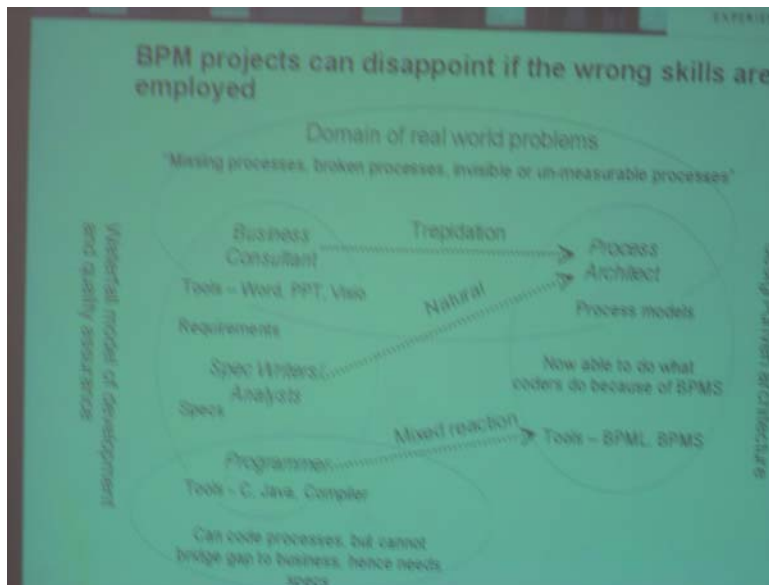 BPM projects can disappoint if the wrong skills are
employed
Domain of real world problems
"Missing processes, broken processes, invisible or un-measurable processes"
Business
Consultant
Trepidation
Process
Architect
Tools – Word, PPT, Visio
Natural
Process models
Requirements
Spec Writers/
Analysts
Now able to do what
coders do because of BPMS
Specs
Mixed reaction
Programmer
Tools – BPML, BPMS
Tools - C, Java, Compiler
Can code processes, but cannot
bridge gap to business, hence needs
specs
Waterfall model of development
and quality assurance
architecture